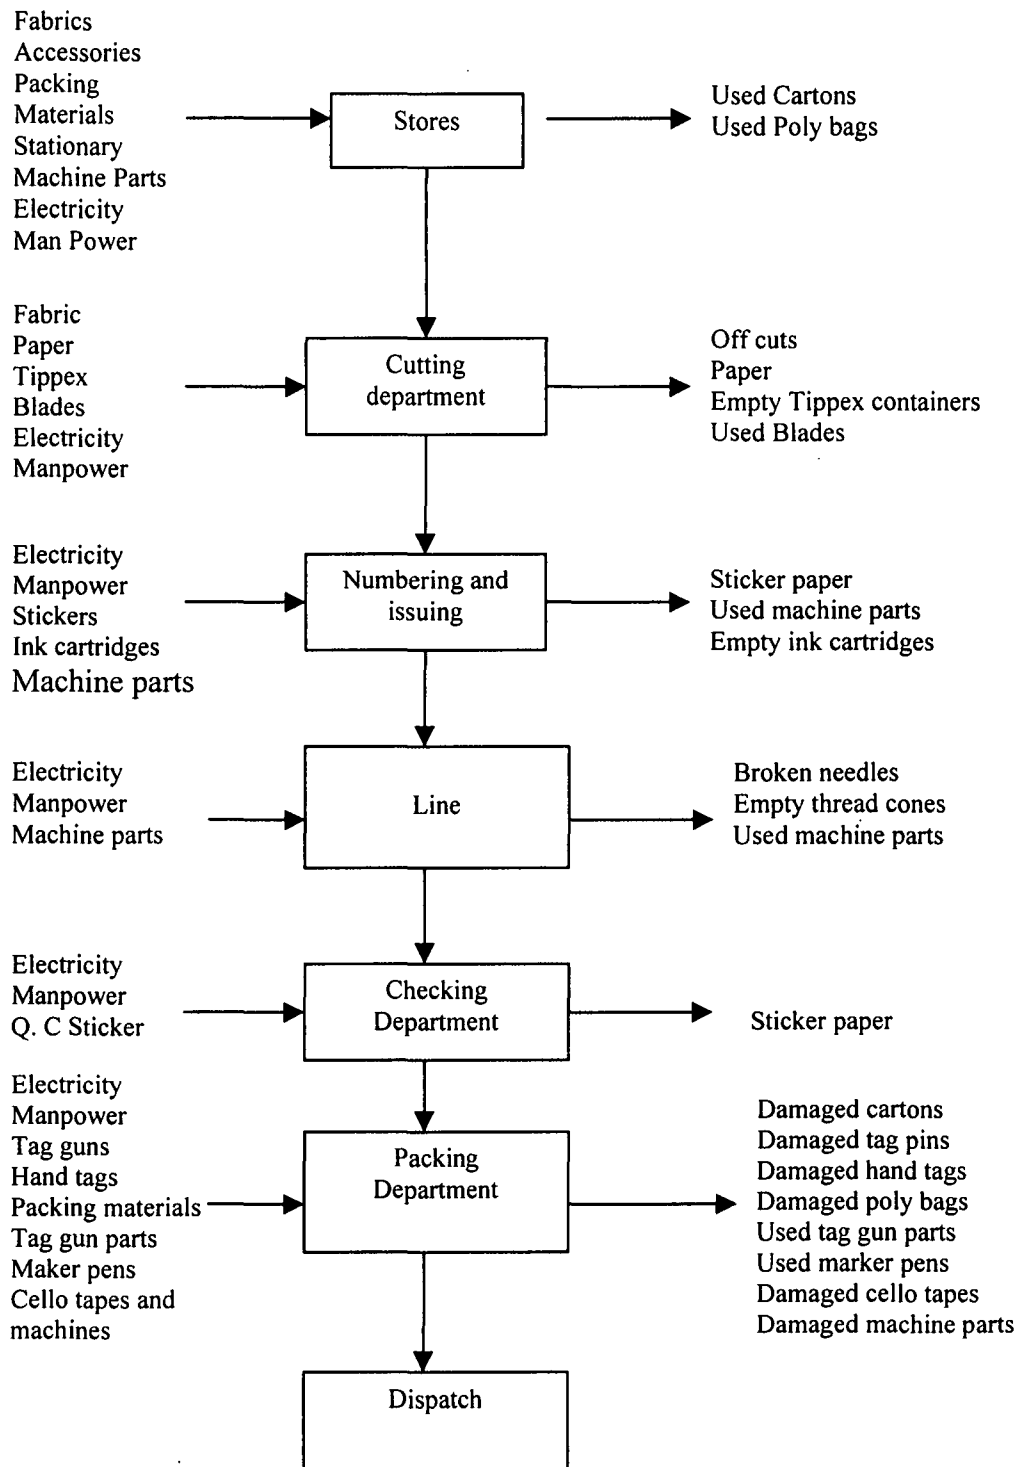 Fabrics
Accessories
Packing
Materials
Stationary
Machine Parts
Electricity
Man Power
Stores
Used Cartons
Used Poly bags
Fabric
Paper
Tippex
Blades
Electricity
Manpower
Cutting
department
Off cuts
Paper
Empty Tippex containers
Used Blades
Electricity
Manpower
Stickers
Ink cartridges
Machine parts
Numbering and
issuing
Sticker paper
Used machine parts
Empty ink cartridges
Electricity
Manpower
Machine parts
Line
Broken needles
Empty thread cones
Used machine parts
Electricity
Manpower
Q. C Sticker
Checking
Department
Sticker paper
Electricity
Manpower
Tag guns
Hand tags
Packing materials
Tag gun parts
Maker pens
Cello tapes and
machines
Packing
Department
Damaged cartons
Damaged tag pins
Damaged hand tags
Damaged poly bags
Used tag gun parts
Used marker pens
Damaged cello tapes
Damaged machine parts
Dispatch